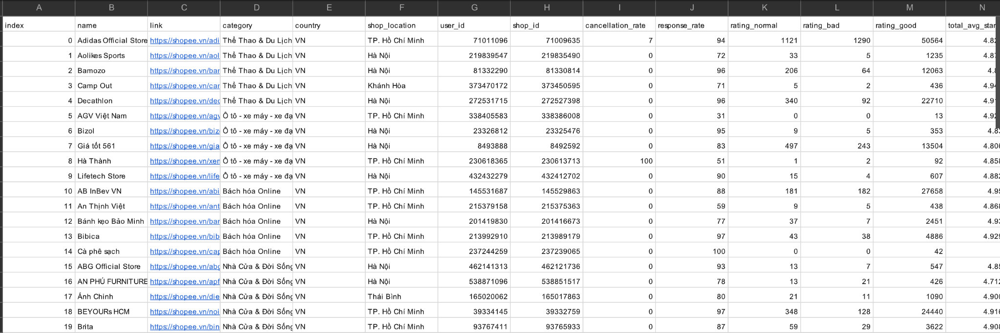 A B C D E F G H I J K L M N
index name link category country shop_location user_id shop_id cancellation_rate response_rate rating_normal rating_bad rating_good total_avg_star
0 Adidas Official Store https://shopee.vn/adi Thể Thao & Du Lịch VN TP. Hồ Chí Minh 71011096 71009635 7 94 1121 1290 50564 4.82
1 Aolikes Sports https://shopee.vn/aol Thể Thao & Du Lịch VN Hà Nội 219839547 219835490 0 72 33 5 1235 4.87
2 Bamozo https://shopee.vn/bar Thể Thao & Du Lịch VN Hà Nội 81332290 81330814 0 96 206 64 12063 4.8
3 Camp Out https://shopee.vn/car Thể Thao & Du Lịch VN Khánh Hòa 373470172 373450595 0 71 5 2 436 4.94
4 Decathlon https://shopee.vn/dec Thể Thao & Du Lịch VN Hà Nội 272531715 272527398 0 96 340 92 22710 4.91
5 AGV Việt Nam https://shopee.vn/agv Ô tô - xe máy - xe đạ VN TP. Hồ Chí Minh 338405583 338386008 0 31 0 0 13 4.92
6 Bizol https://shopee.vn/biz Ô tô - xe máy - xe đạ VN Hà Nội 23326812 23325476 0 95 9 5 353 4.83
7 Giá tốt 561 https://shopee.vn/gia Ô tô - xe máy - xe đạ VN Hà Nội 8493888 8492592 0 83 497 243 13504 4.806
8 Hà Thành https://shopee.vn/xer Ô tô - xe máy - xe đạ VN TP. Hồ Chí Minh 230618365 230613713 100 51 1 2 92 4.858
9 Lifetech Store https://shopee.vn/life Ô tô - xe máy - xe đạ VN Hà Nội 432432279 432412702 0 90 15 4 607 4.882
10 AB InBev VN https://shopee.vn/abi Bách hóa Online VN TP. Hồ Chí Minh 145531687 145529863 0 88 181 182 27658 4.95
11 An Thịnh Việt https://shopee.vn/ant Bách hóa Online VN TP. Hồ Chí Minh 215379158 215375363 0 59 9 5 438 4.868
12 Bánh kẹo Bảo Minh https://shopee.vn/bar Bách hóa Online VN Hà Nội 201419830 201416673 0 77 37 7 2451 4.93
13 Bibica https://shopee.vn/bib Bách hóa Online VN TP. Hồ Chí Minh 213992910 213989179 0 97 43 38 4886 4.929
14 Cà phê sạch https://shopee.vn/cap Bách hóa Online VN TP. Hồ Chí Minh 237244259 237239065 0 100 0 0 42
15 ABG Official Store https://shopee.vn/abg Nhà Cửa & Đời Sống VN Hà Nội 462141313 462121736 0 93 13 7 547 4.85
16 AN PHÚ FURNITURE https://shopee.vn/apf Nhà Cửa & Đời Sống VN Hà Nội 538871096 538851517 0 78 13 21 426 4.712
17 Ánh Chinh https://shopee.vn/die Nhà Cửa & Đời Sống VN Thái Bình 165020062 165017863 0 80 21 11 1090 4.900
18 BEYOURs HCM https://shopee.vn/noi Nhà Cửa & Đời Sống VN TP. Hồ Chí Minh 39334145 39332759 0 97 348 128 24440 4.916
19 Brita https://shopee.vn/bin Nhà Cửa & Đời Sống VN TP. Hồ Chí Minh 93767411 93765933 0 87 59 29 3622 4.908